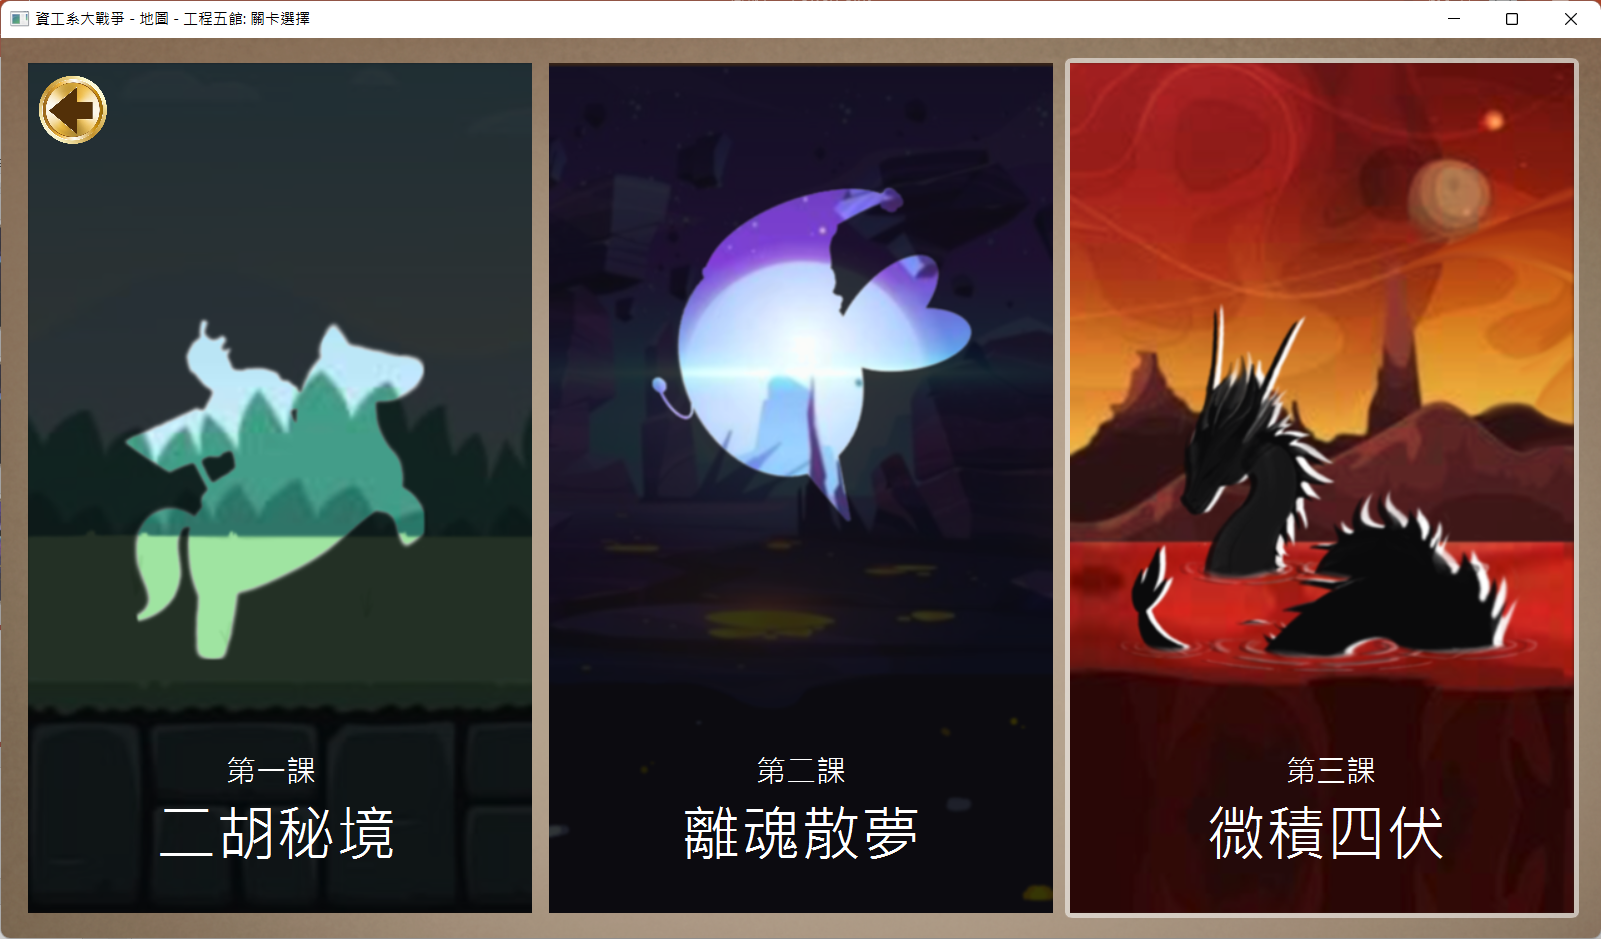 資工系大戰爭 - 地圖 - 工程五館: 關卡選擇
第一課
二胡秘境
第二課
離魂散夢
第三課
微積四伏